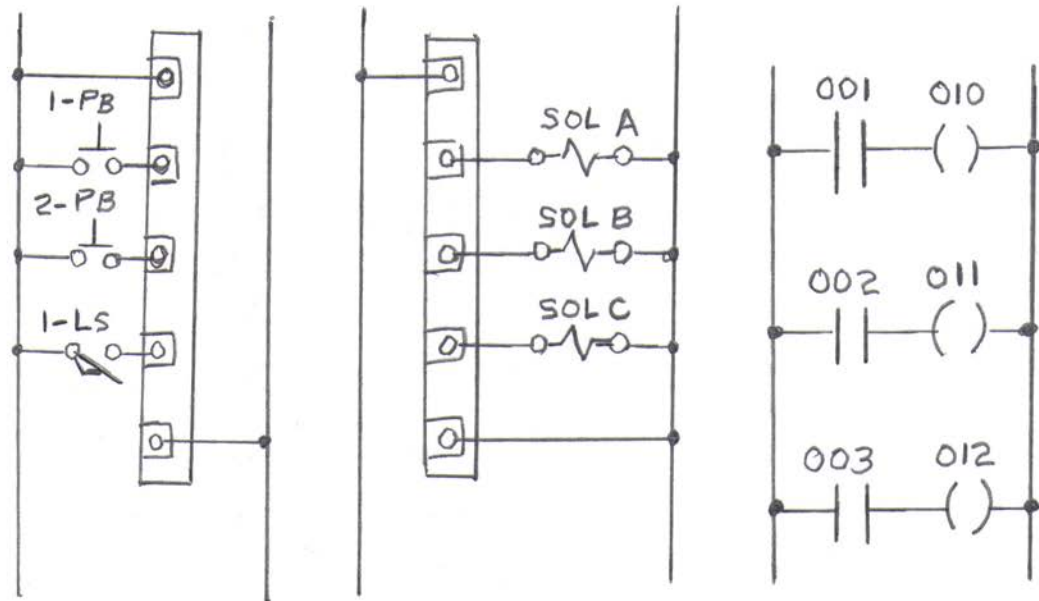 1-PB
2-PB
1-LS
SOL A
SOL B
SOL C
001 010
002 011
003 012